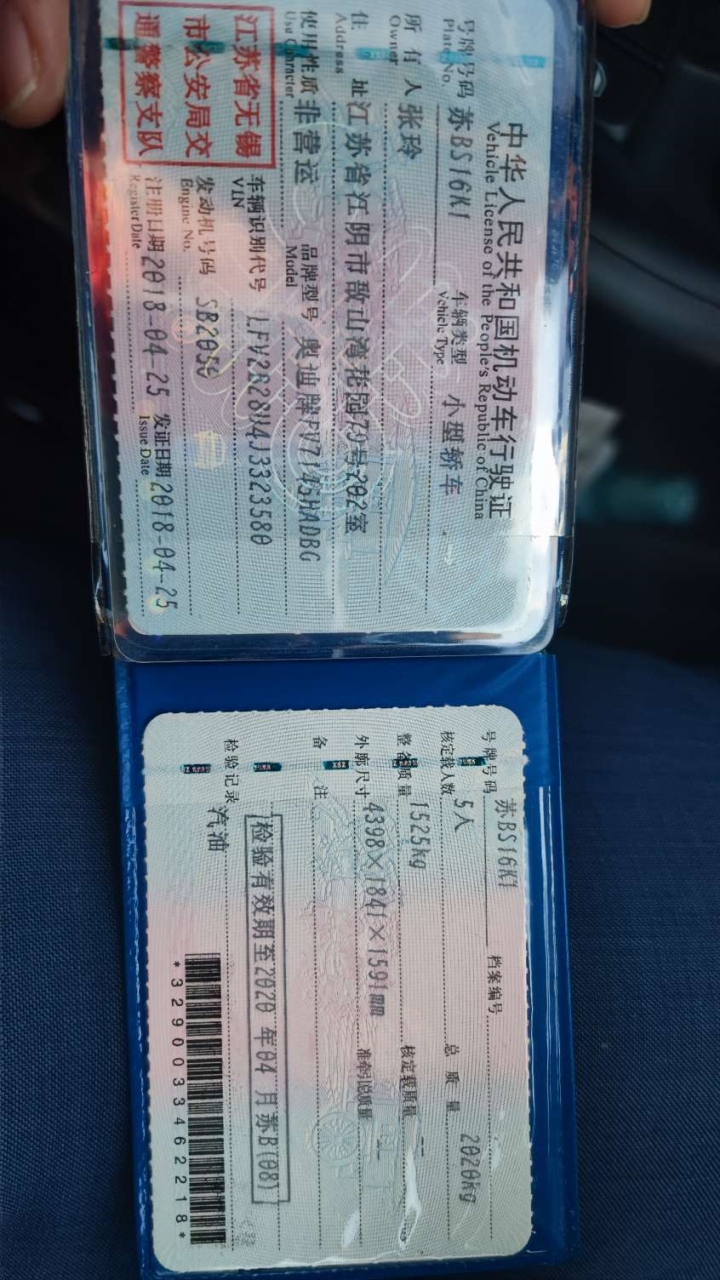 中华人民共和国机动车行驶证
Vehicle License of the People's Republic of China
号牌号码 苏BS16K1 车辆类型 小型轿车
Plate No. Vehicle Type
所有人 张玲
Owner
住址 江苏省江阴市敔山湾花园79号202室
Address
使用性质 非营运 品牌型号 奥迪牌FV7145HADBG
Use Character Model
江苏省无锡
市公安局交
通警察支队
车辆识别代号 LFV2R28V4J3323580
VIN
发动机号码 SB2050
Engine No.
注册日期 2018-04-25 发证日期 2018-04-25
Register Date Issue Date
号牌号码 苏BS16K1 档案编号
核定载人数 5人 总质量 2020kg
整备质量 1525kg 核定载质量 --
外廓尺寸 4398×1841×1591mm 准牵引总质量 --
备注
检验有效期至2020年04月苏B(08)
检验记录 汽油
*3290033462218*